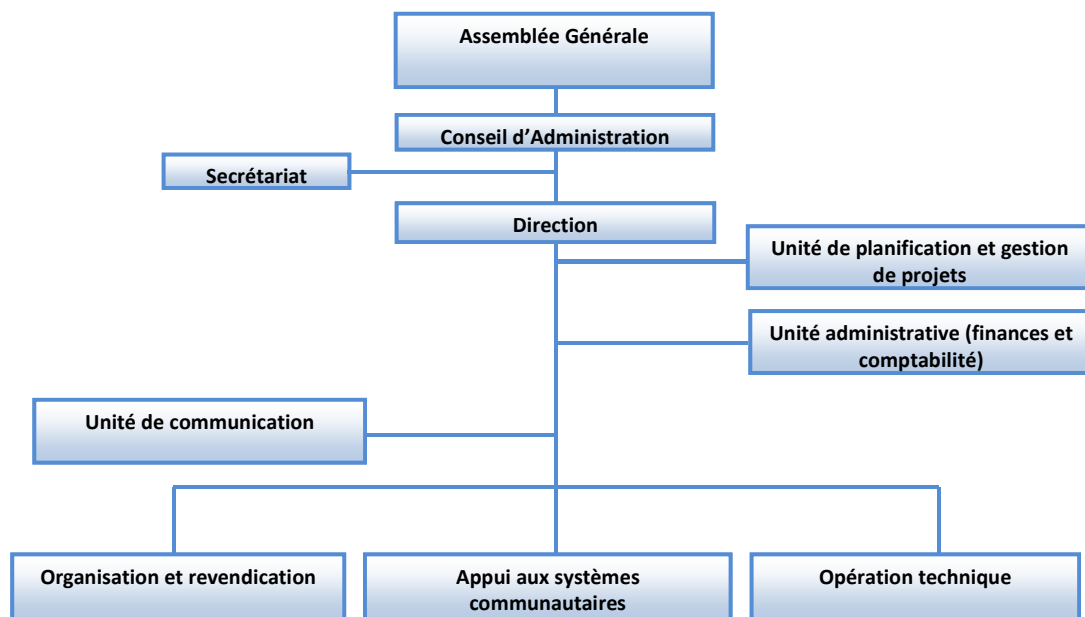 Assemblée Générale
Conseil d’Administration
Secrétariat
Direction
Unité de planification et gestion
de projets
Unité administrative (finances et
comptabilité)
Unité de communication
Organisation et revendication
Appui aux systèmes
communautaires
Opération technique